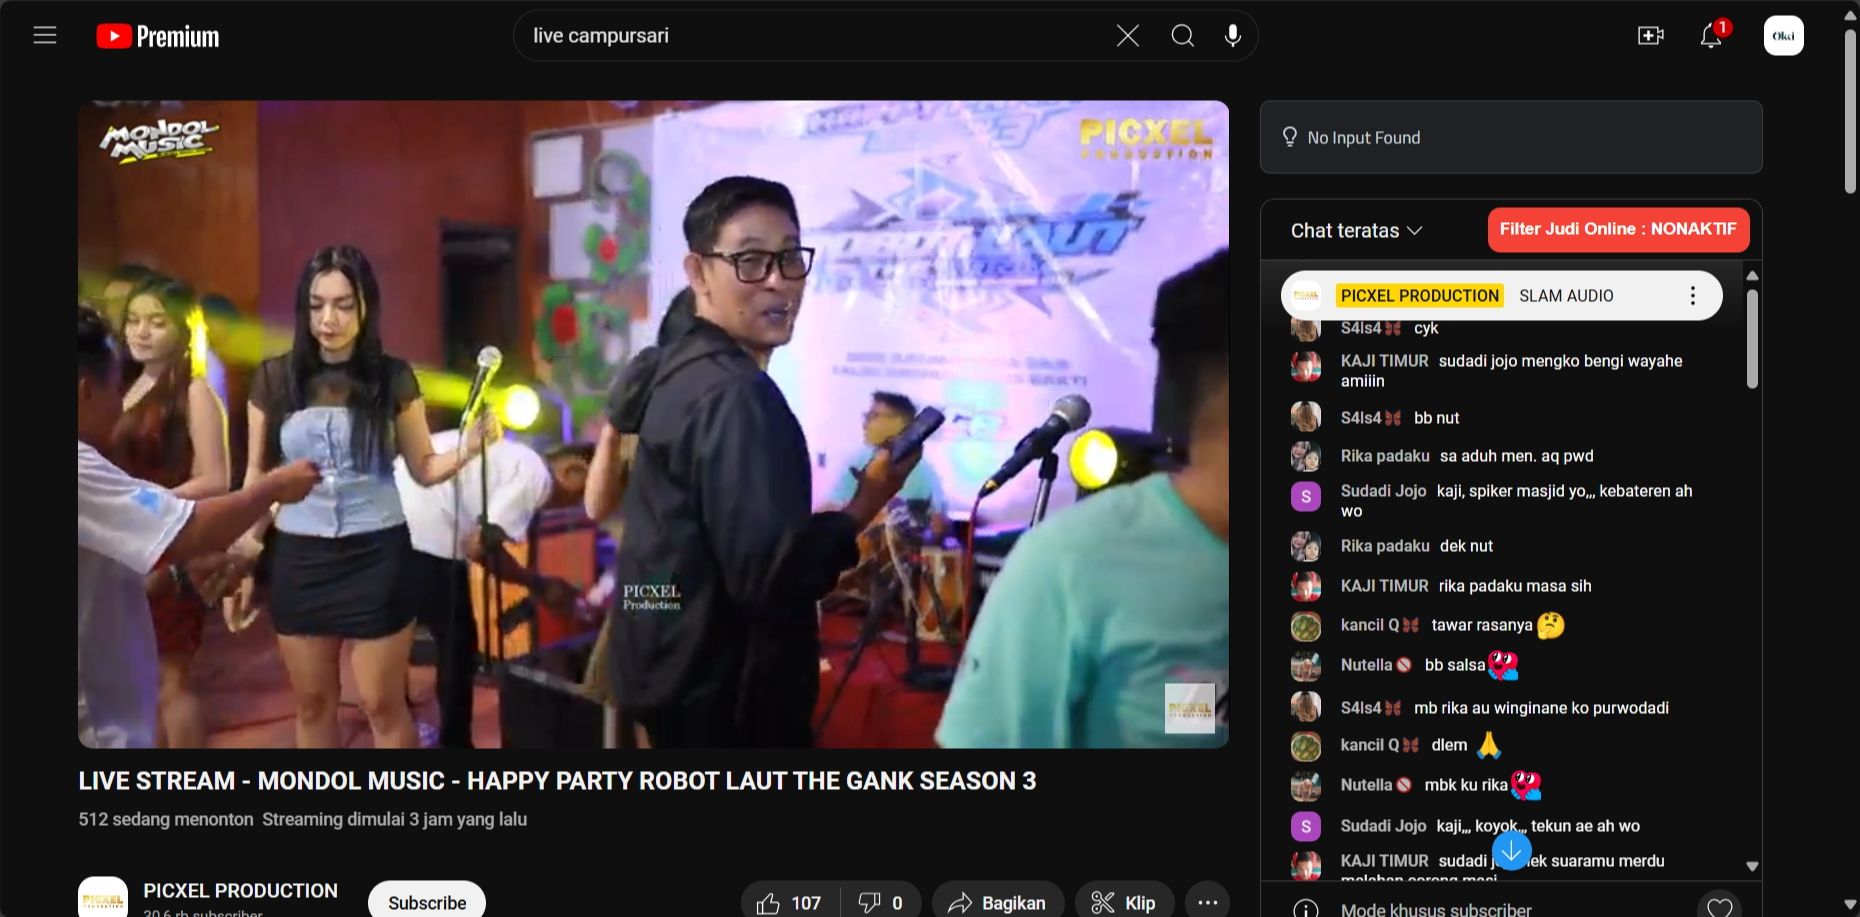 Premium
live campursari
1
Okci
MONDOL
MUSIC
PICXEL
PRODUCTION
PICXEL
Production
PICXEL
No Input Found
Chat teratas
Filter Judi Online : NONAKTIF
PICXEL PRODUCTION SLAM AUDIO
S4ls4 cyk
KAJI TIMUR sudadi jojo mengko bengi wayahe
amiiin
S4ls4 bb nut
Rika padaku sa aduh men. aq pwd
S
Sudadi Jojo kaji, spiker masjid yo,,, kebateren ah
wo
Rika padaku dek nut
KAJI TIMUR rika padaku masa sih
kancil Q tawar rasanya 🤔
Nutella bb salsa
S4ls4 mb rika au winginane ko purwodadi
kancil Q dlem 🙏
Nutella mbk ku rika
S
Sudadi Jojo kaji,,, koyok,,, tekun ae ah wo
KAJI TIMUR sudadi suaramu merdu
Mode khusus subscriber
LIVE STREAM - MONDOL MUSIC - HAPPY PARTY ROBOT LAUT THE GANK SEASON 3
512 sedang menonton Streaming dimulai 3 jam yang lalu
PICXEL PRODUCTION
30,6 rb subscriber
Subscribe
107
0
Bagikan
Klip